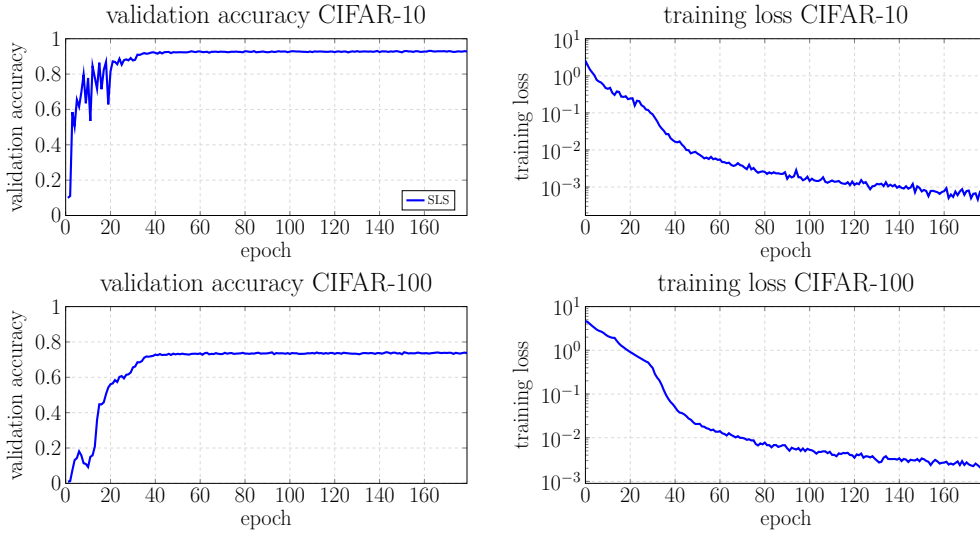 validation accuracy CIFAR-10
validation accuracy
1
0.8
0.6
0.4
0.2
0
0 20 40 60 80 100 120 140 160
epoch
SLS
training loss CIFAR-10
training loss
10^1
10^0
10^−1
10^−2
10^−3
0 20 40 60 80 100 120 140 160
epoch
validation accuracy CIFAR-100
validation accuracy
1
0.8
0.6
0.4
0.2
0
0 20 40 60 80 100 120 140 160
epoch
training loss CIFAR-100
training loss
10^1
10^0
10^−1
10^−2
10^−3
0 20 40 60 80 100 120 140 160
epoch